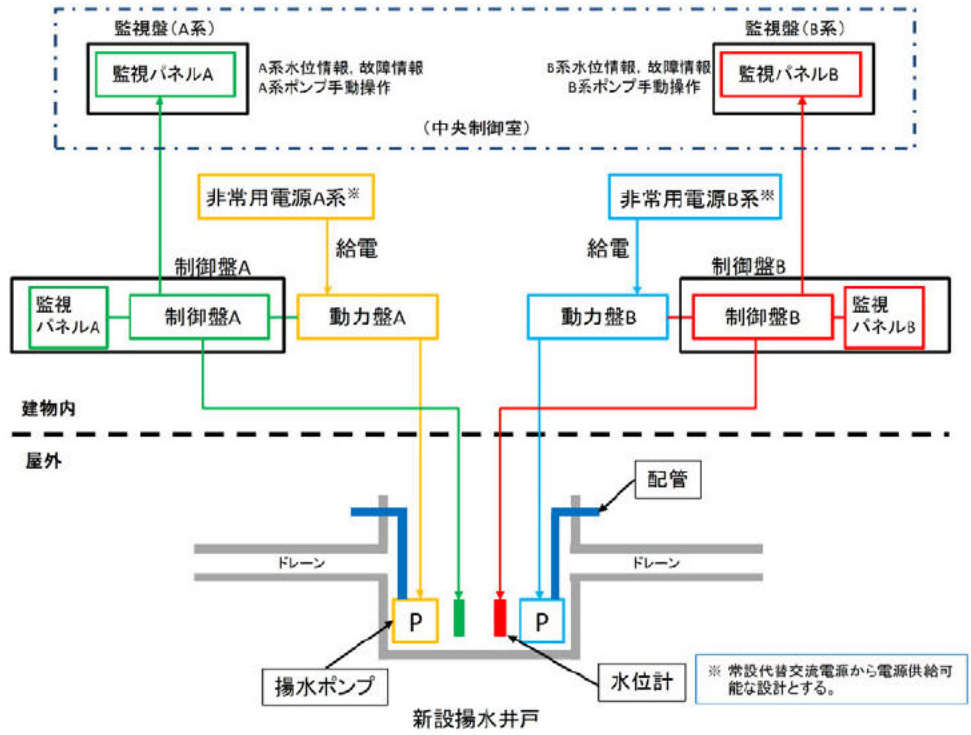 監視盤(A系)
監視パネルA
A系水位情報, 故障情報
A系ポンプ手動操作
監視盤(B系)
監視パネルB
B系水位情報, 故障情報
B系ポンプ手動操作
(中央制御室)
非常用電源A系※
非常用電源B系※
給電
給電
制御盤A
監視
パネルA
制御盤A
動力盤A
動力盤B
制御盤B
制御盤B
監視
パネルB
建物内
屋外
配管
ドレーン
ドレーン
P
P
揚水ポンプ
水位計
新設揚水井戸
※ 常設代替交流電源から電源供給可
能な設計とする。